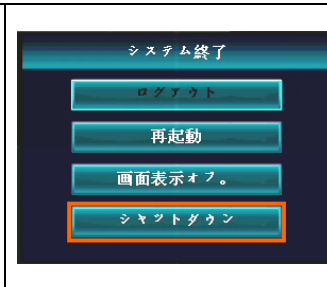 システム終了
ログアウト
再起動
画面表示オフ。
シャットダウン